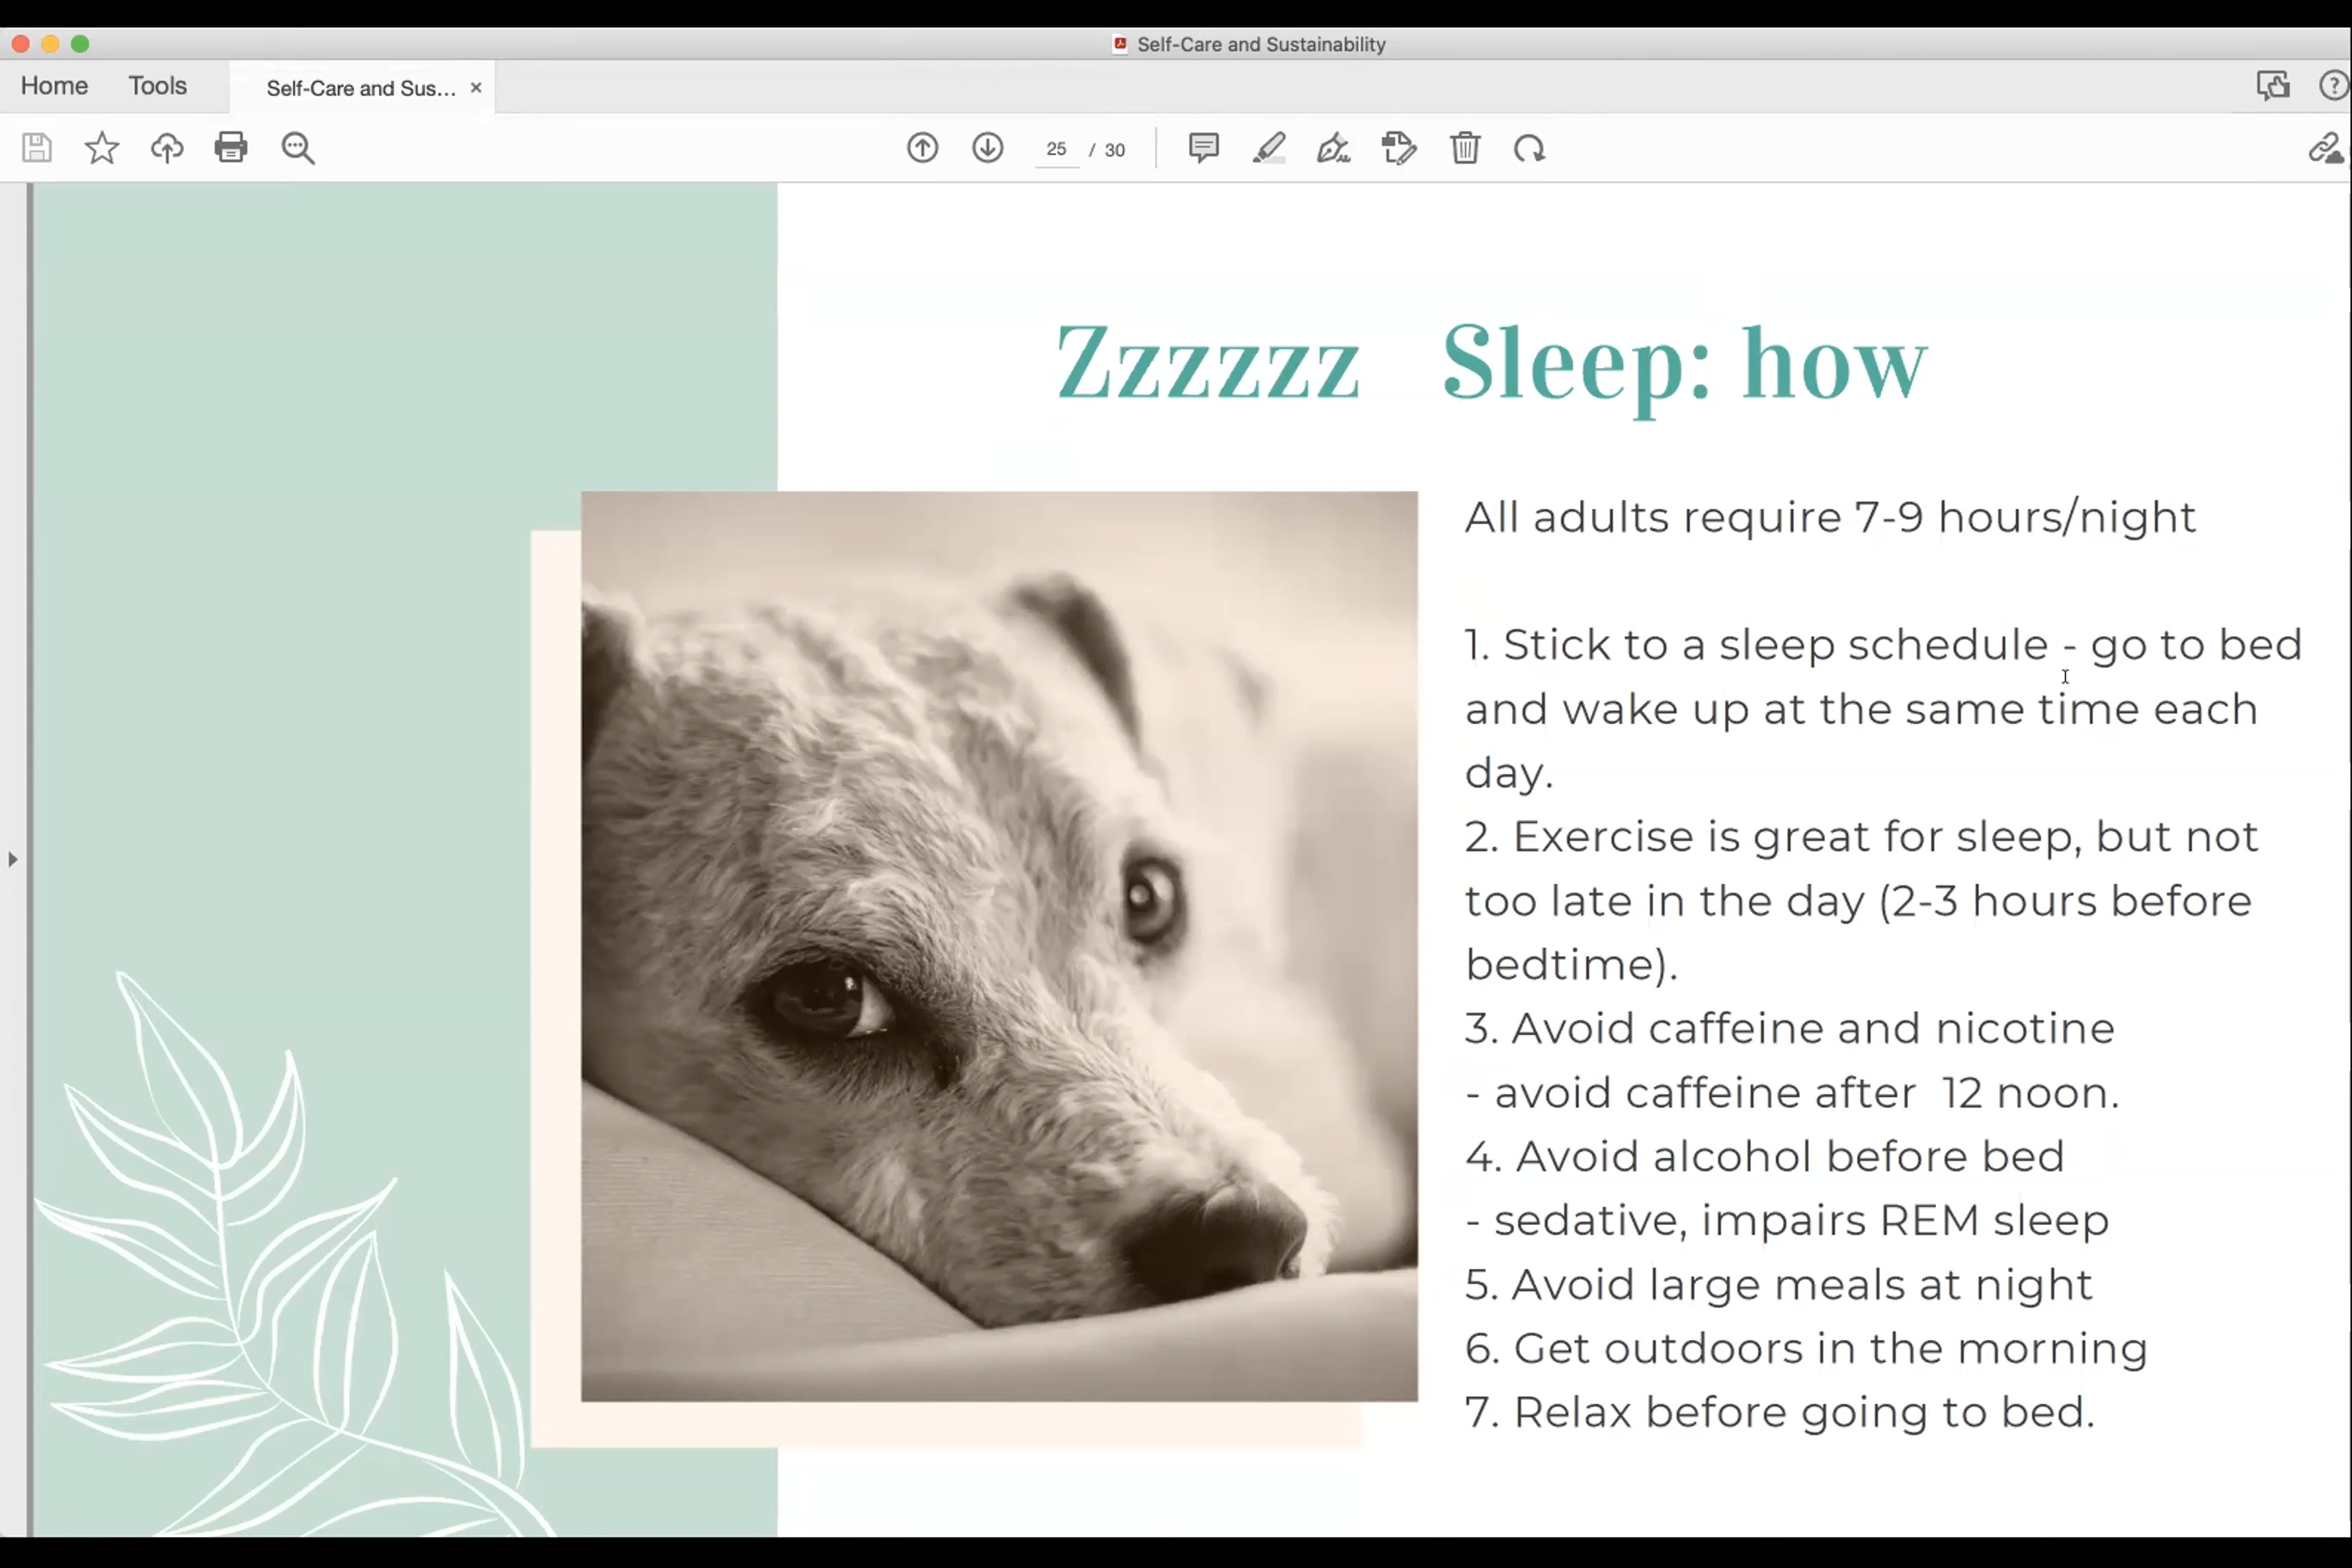 Self-Care and Sustainability
Home Tools Self-Care and Sus... ×
25 / 30
Zzzzzz Sleep: how
All adults require 7-9 hours/night
1. Stick to a sleep schedule - go to bed
and wake up at the same time each
day.
2. Exercise is great for sleep, but not
too late in the day (2-3 hours before
bedtime).
3. Avoid caffeine and nicotine
- avoid caffeine after 12 noon.
4. Avoid alcohol before bed
- sedative, impairs REM sleep
5. Avoid large meals at night
6. Get outdoors in the morning
7. Relax before going to bed.